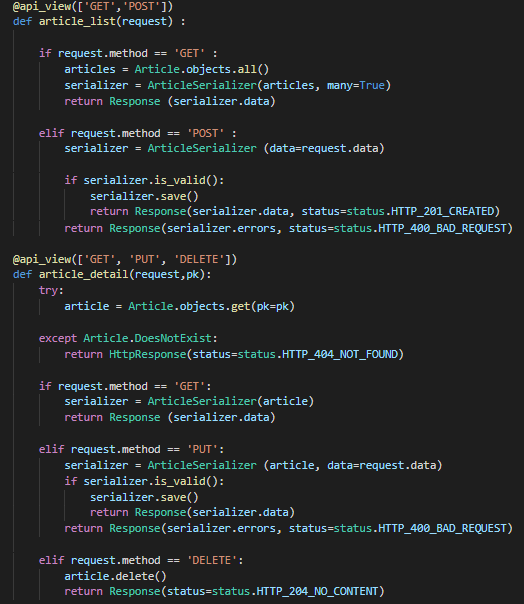 @api_view(['GET','POST'])
def article_list(request) :

    if request.method == 'GET' :
        articles = Article.objects.all()
        serializer = ArticleSerializer(articles, many=True)
        return Response (serializer.data)

    elif request.method == 'POST' :
        serializer = ArticleSerializer (data=request.data)

        if serializer.is_valid():
            serializer.save()
            return Response(serializer.data, status=status.HTTP_201_CREATED)
        return Response(serializer.errors, status=status.HTTP_400_BAD_REQUEST)

@api_view(['GET', 'PUT', 'DELETE'])
def article_detail(request,pk):
    try:
        article = Article.objects.get(pk=pk)

    except Article.DoesNotExist:
        return HttpResponse(status=status.HTTP_404_NOT_FOUND)

    if request.method == 'GET':
        serializer = ArticleSerializer(article)
        return Response (serializer.data)

    elif request.method == 'PUT':
        serializer = ArticleSerializer (article, data=request.data)
        if serializer.is_valid():
            serializer.save()
            return Response(serializer.data)
        return Response(serializer.errors, status=status.HTTP_400_BAD_REQUEST)

    elif request.method == 'DELETE':
        article.delete()
        return Response(status=status.HTTP_204_NO_CONTENT)